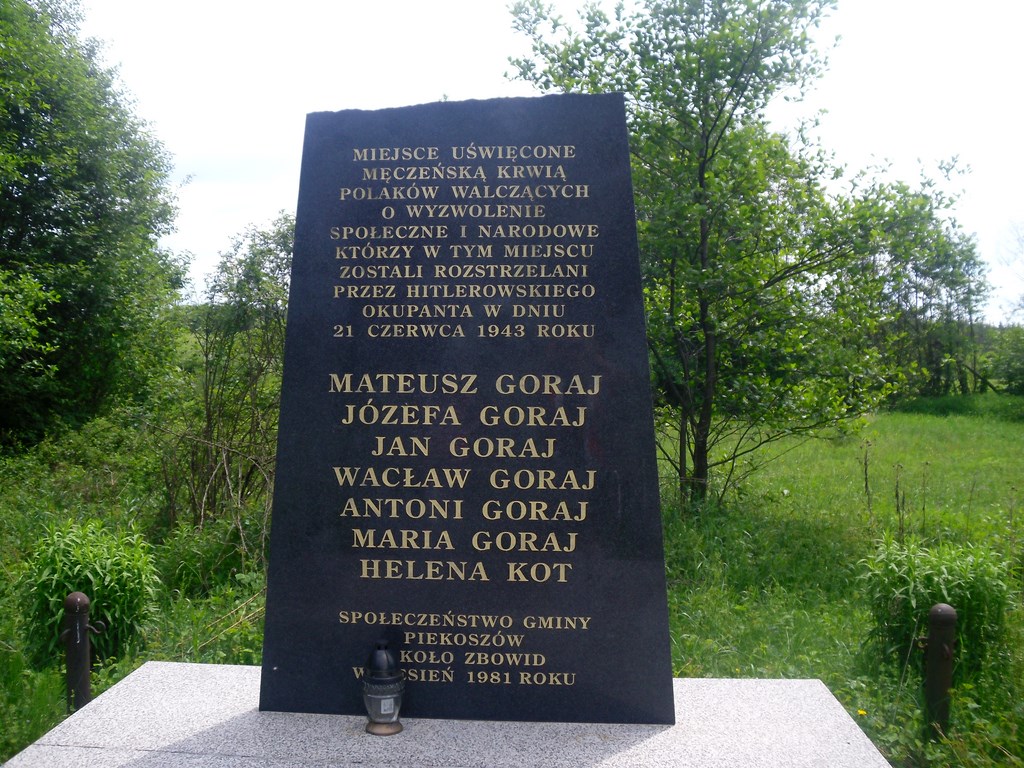 MIEJSCE UŚWIĘCONE
MĘCZEŃSKĄ KRWIĄ
POLAKÓW WALCZĄCYCH
O WYZWOLENIE
SPOŁECZNE I NARODOWE
KTÓRZY W TYM MIEJSCU
ZOSTALI ROZSTRZELANI
PRZEZ HITLEROWSKIEGO
OKUPANTA W DNIU
21 CZERWCA 1943 ROKU
MATEUSZ GORAJ
JÓZEFA GORAJ
JAN GORAJ
WACŁAW GORAJ
ANTONI GORAJ
MARIA GORAJ
HELENA KOT
SPOŁECZEŃSTWO GMINY
PIEKOSZÓW
KOŁO ZBOWID
1981 ROKU